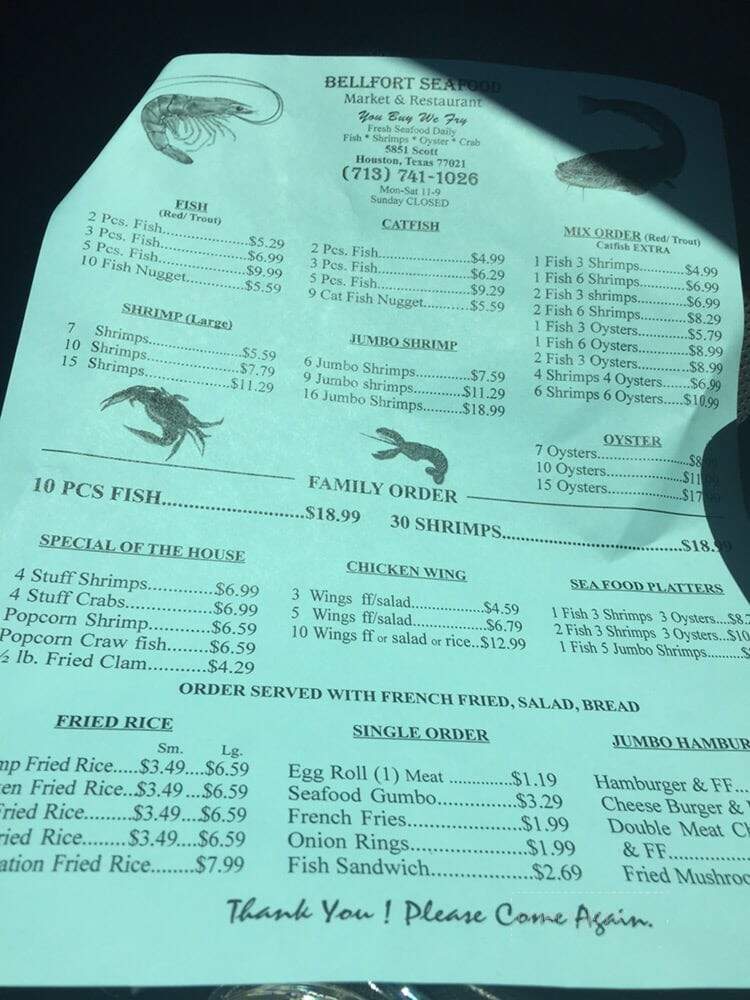 BELLFORT SEAFOOD
Market & Restaurant
You Buy We Fry
Fresh Seafood Daily
Fish * Shrimps * Oyster * Crab
5851 Scott
Houston, Texas 77021
(713) 741-1026
Mon-Sat 11-9
Sunday CLOSED
FISH
(Red/ Trout)
2 Pcs. Fish.....................$5.29
3 Pcs. Fish.....................$6.99
5 Pcs. Fish.....................$9.99
10 Fish Nugget...............$5.59
CATFISH
2 Pcs. Fish.....................$4.99
3 Pcs. Fish.....................$6.29
5 Pcs. Fish.....................$9.29
9 Cat Fish Nugget...........$5.59
MIX ORDER (Red/ Trout)
Catfish EXTRA
1 Fish 3 Shrimps..........$4.99
1 Fish 6 Shrimps..........$6.99
2 Fish 3 shrimps..........$6.99
2 Fish 6 Shrimps..........$8.29
1 Fish 3 Oysters...........$5.79
1 Fish 6 Oysters...........$8.99
2 Fish 3 Oysters...........$8.99
4 Shrimps 4 Oysters......$6.99
6 Shrimps 6 Oysters.....$10.99
SHRIMP (Large)
7 Shrimps.....................$5.59
10 Shrimps.....................$7.79
15 Shrimps...................$11.29
JUMBO SHRIMP
6 Jumbo Shrimps............$7.59
9 Jumbo shrimps...........$11.29
16 Jumbo Shrimps.........$18.99
OYSTER
7 Oysters...................$8
10 Oysters.................$11
15 Oysters.................$17
FAMILY ORDER
10 PCS FISH.........................$18.99
30 SHRIMPS...............................$18.99
SPECIAL OF THE HOUSE
4 Stuff Shrimps............$6.99
4 Stuff Crabs...............$6.99
Popcorn Shrimp...........$6.59
Popcorn Craw fish.......$6.59
½ lb. Fried Clam...........$4.29
CHICKEN WING
3 Wings ff/salad.............$4.59
5 Wings ff/salad.............$6.79
10 Wings ff or salad or rice...$12.99
SEA FOOD PLATTERS
1 Fish 3 Shrimps 3 Oysters....$8.
2 Fish 3 Shrimps 3 Oysters...$10
1 Fish 5 Jumbo Shrimps.........$
ORDER SERVED WITH FRENCH FRIED, SALAD, BREAD
FRIED RICE
Sm. Lg.
mp Fried Rice.....$3.49....$6.59
en Fried Rice...$3.49 ...$6.59
Fried Rice.........$3.49....$6.59
ried Rice........$3.49....$6.59
ation Fried Rice........$7.99
SINGLE ORDER
Egg Roll (1) Meat ..........$1.19
Seafood Gumbo.............$3.29
French Fries...................$1.99
Onion Rings...................$1.99
Fish Sandwich................$2.69
JUMBO HAMBUR
Hamburger & FF...
Cheese Burger &
Double Meat Ch
& FF..............
Fried Mushroo
Thank You ! Please Come Again.